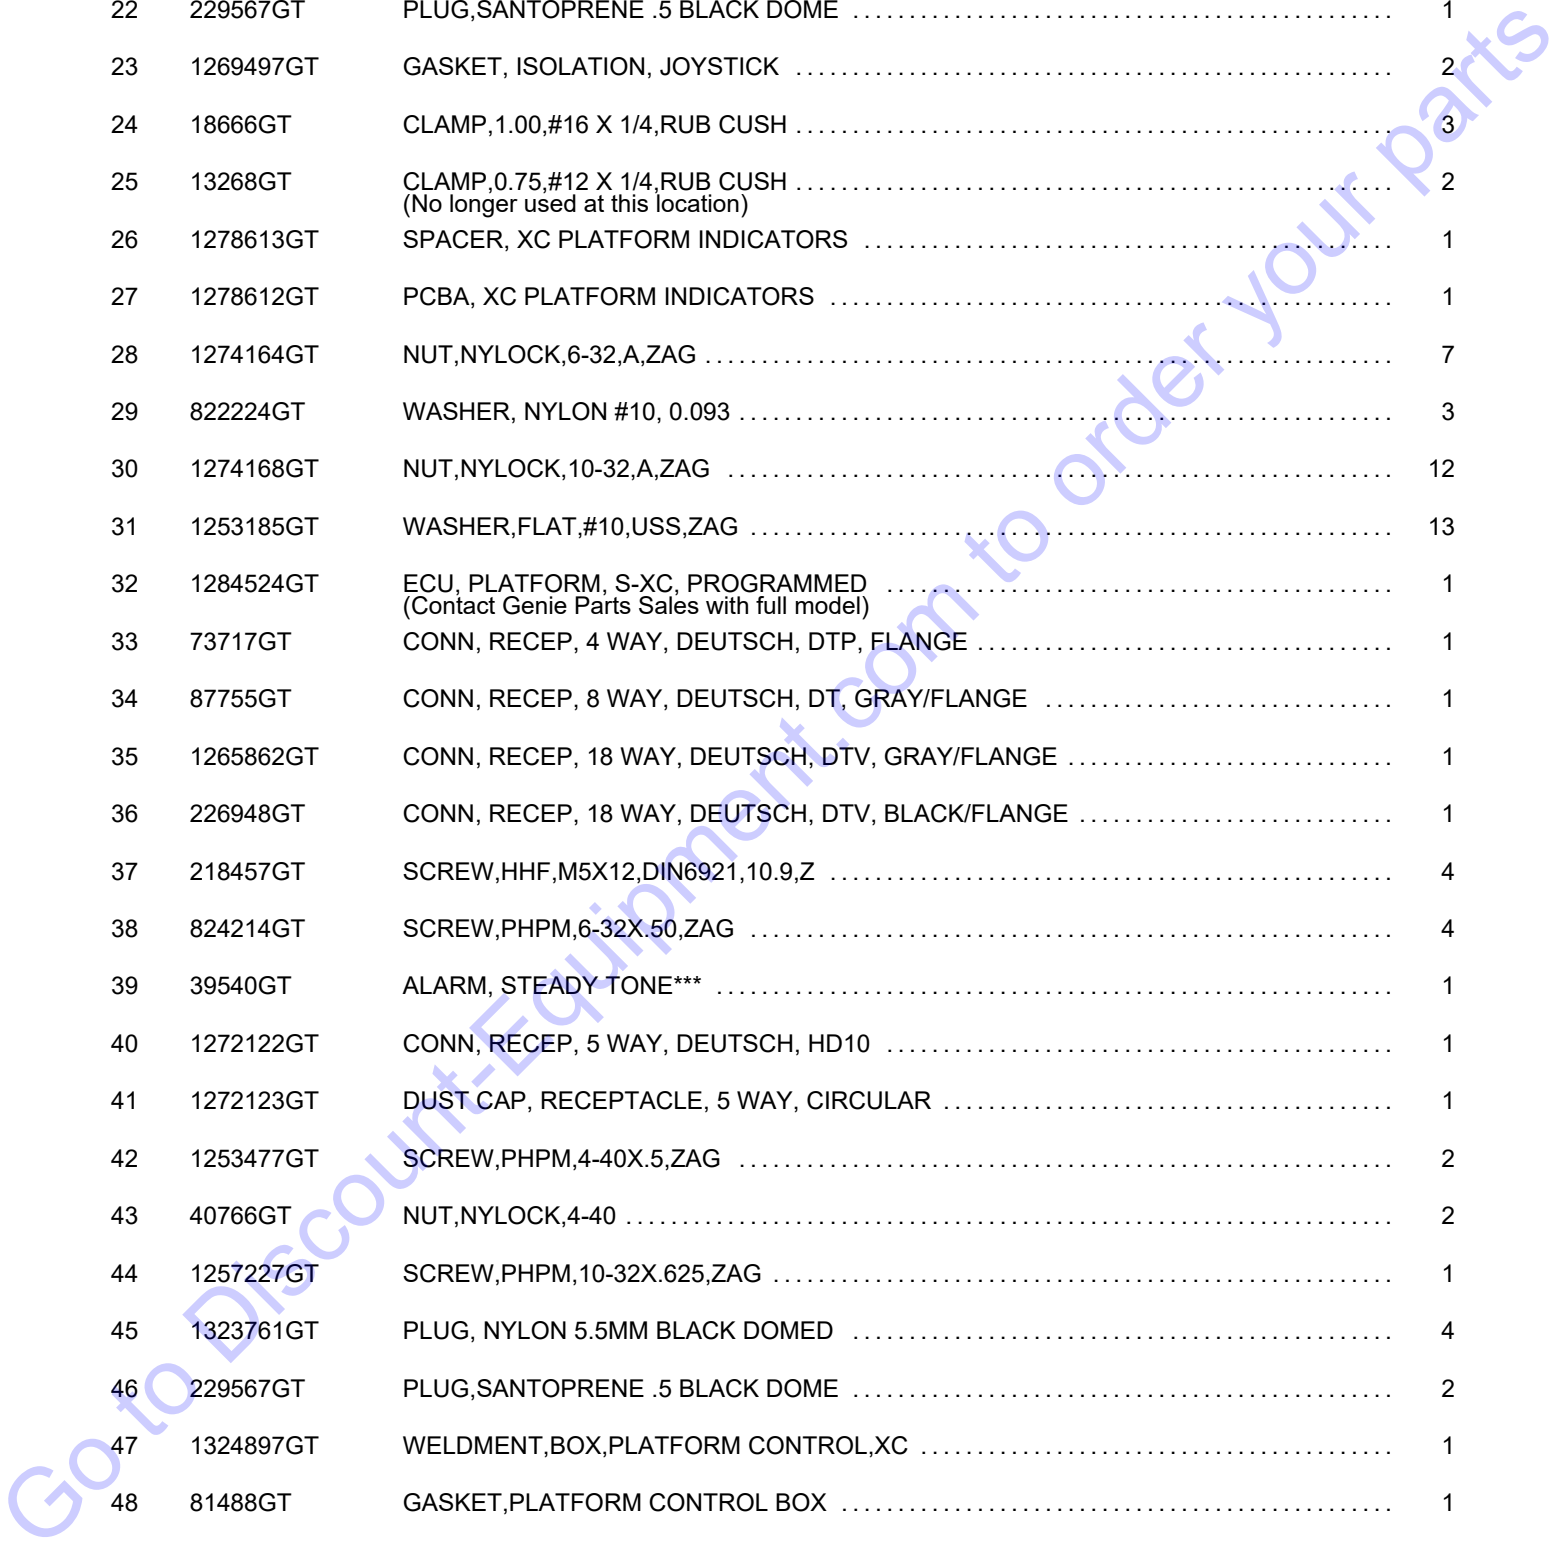 22 229567GT PLUG,SANTOPRENE .5 BLACK DOME 1
23 1269497GT GASKET, ISOLATION, JOYSTICK 2
24 18666GT CLAMP,1.00,#16 X 1/4,RUB CUSH 3
25 13268GT CLAMP,0.75,#12 X 1/4,RUB CUSH 2
(No longer used at this location)
26 1278613GT SPACER, XC PLATFORM INDICATORS 1
27 1278612GT PCBA, XC PLATFORM INDICATORS 1
28 1274164GT NUT,NYLOCK,6-32,A,ZAG 7
29 822224GT WASHER, NYLON #10, 0.093 3
30 1274168GT NUT,NYLOCK,10-32,A,ZAG 12
31 1253185GT WASHER,FLAT,#10,USS,ZAG 13
32 1284524GT ECU, PLATFORM, S-XC, PROGRAMMED 1
(Contact Genie Parts Sales with full model)
33 73717GT CONN, RECEP, 4 WAY, DEUTSCH, DTP, FLANGE 1
34 87755GT CONN, RECEP, 8 WAY, DEUTSCH, DT, GRAY/FLANGE 1
35 1265862GT CONN, RECEP, 18 WAY, DEUTSCH, DTV, GRAY/FLANGE 1
36 226948GT CONN, RECEP, 18 WAY, DEUTSCH, DTV, BLACK/FLANGE 1
37 218457GT SCREW,HHF,M5X12,DIN6921,10.9,Z 4
38 824214GT SCREW,PHPM,6-32X.50,ZAG 4
39 39540GT ALARM, STEADY TONE*** 1
40 1272122GT CONN, RECEP, 5 WAY, DEUTSCH, HD10 1
41 1272123GT DUST CAP, RECEPTACLE, 5 WAY, CIRCULAR 1
42 1253477GT SCREW,PHPM,4-40X.5,ZAG 2
43 40766GT NUT,NYLOCK,4-40 2
44 1257227GT SCREW,PHPM,10-32X.625,ZAG 1
45 1323761GT PLUG, NYLON 5.5MM BLACK DOMED 4
46 229567GT PLUG,SANTOPRENE .5 BLACK DOME 2
47 1324897GT WELDMENT,BOX,PLATFORM CONTROL,XC 1
48 81488GT GASKET,PLATFORM CONTROL BOX 1
Go to Discount-Equipment.com to order your parts